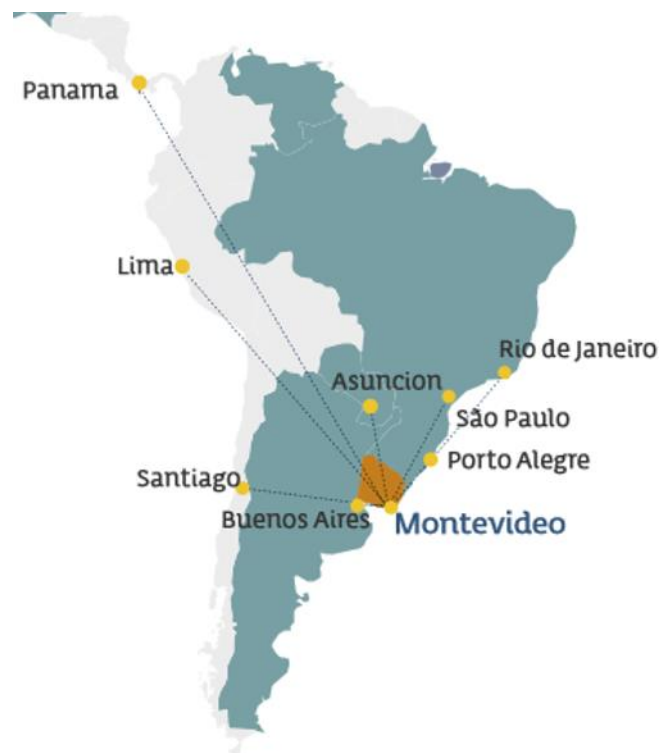 Panama
Lima
Rio de Janeiro
Asuncion
São Paulo
Porto Alegre
Santiago
Buenos Aires
Montevideo